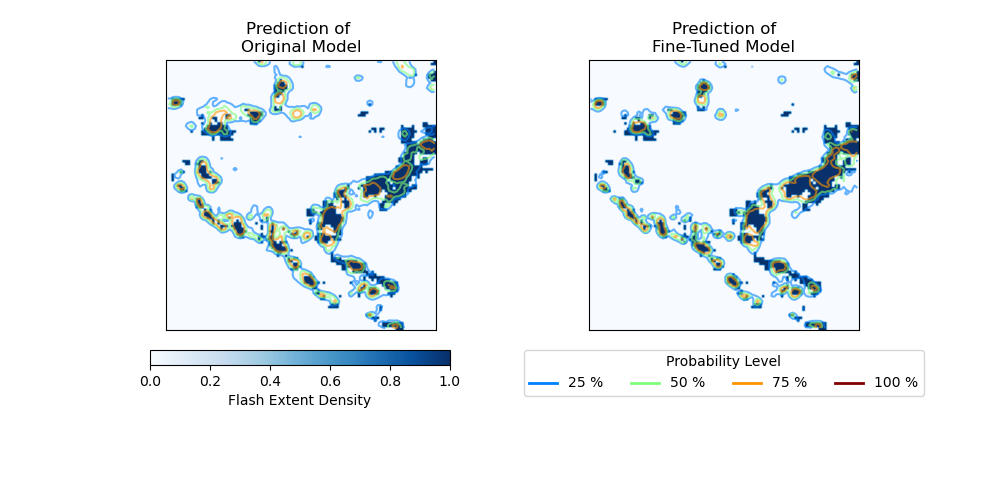 Prediction of
Original Model
Prediction of
Fine-Tuned Model
0.0 0.2 0.4 0.6 0.8 1.0
Flash Extent Density
Probability Level
25 % 50 % 75 % 100 %